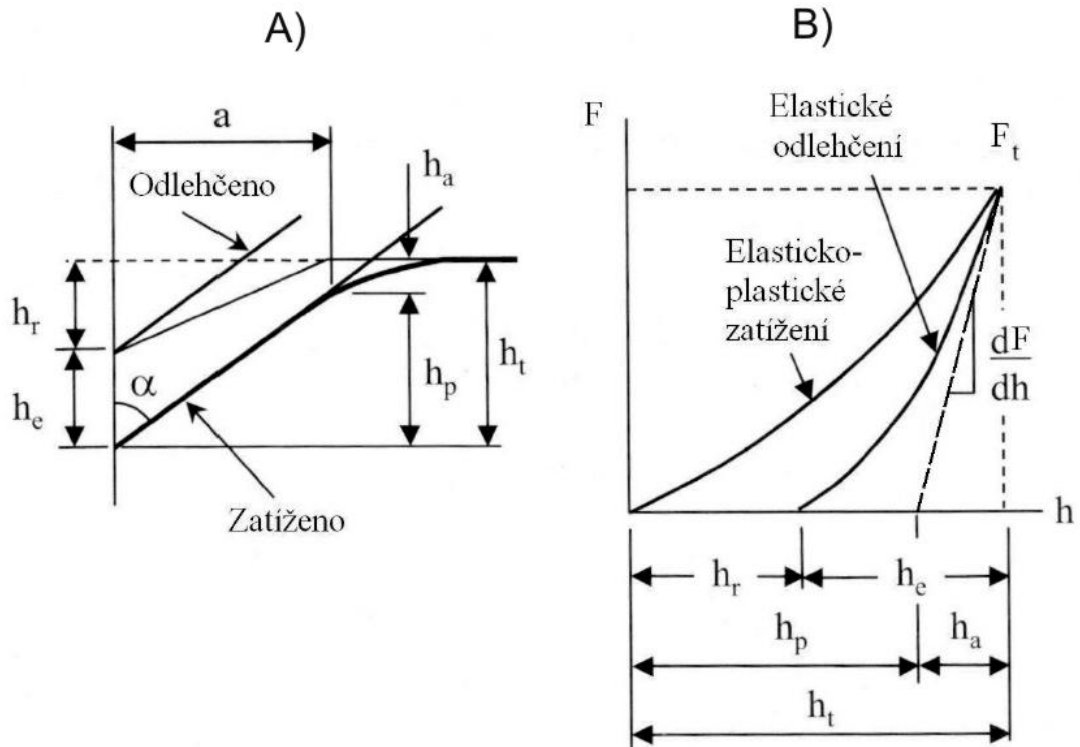 A)
a
Odlehčeno
h_a
h_r
h_e
α
h_p
h_t
Zatíženo
B)
F
Elastické
odlehčení
F_t
Elasticko-
plastické
zatížení
dF
dh
h
h_r
h_e
h_p
h_a
h_t